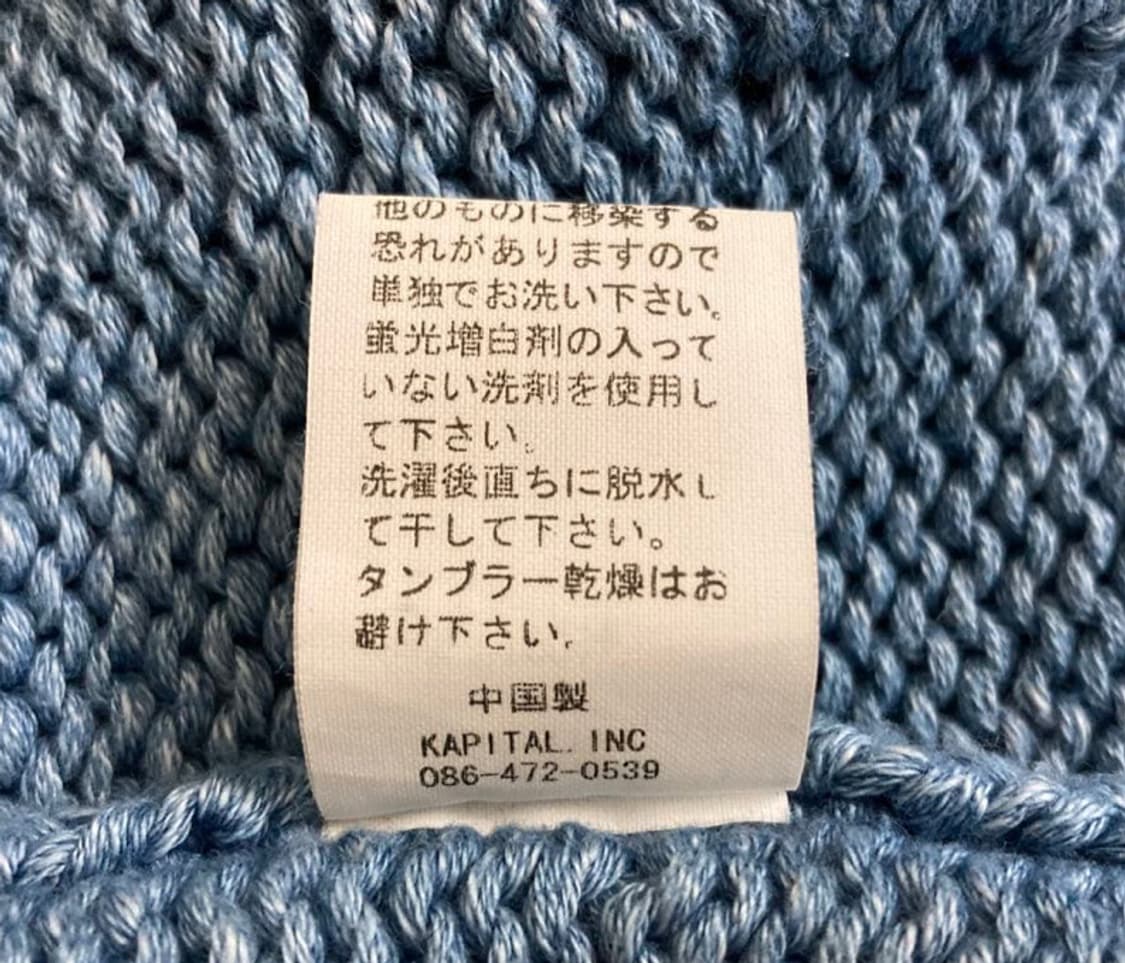 他のものに移染する
恐れがありますので
単独でお洗い下さい。
蛍光増白剤の入って
いない洗剤を使用し
て下さい。
洗濯後直ちに脱水し
て干して下さい。
タンブラー乾燥はお
避け下さい。
中国製
KAPITAL. INC
086-472-0539